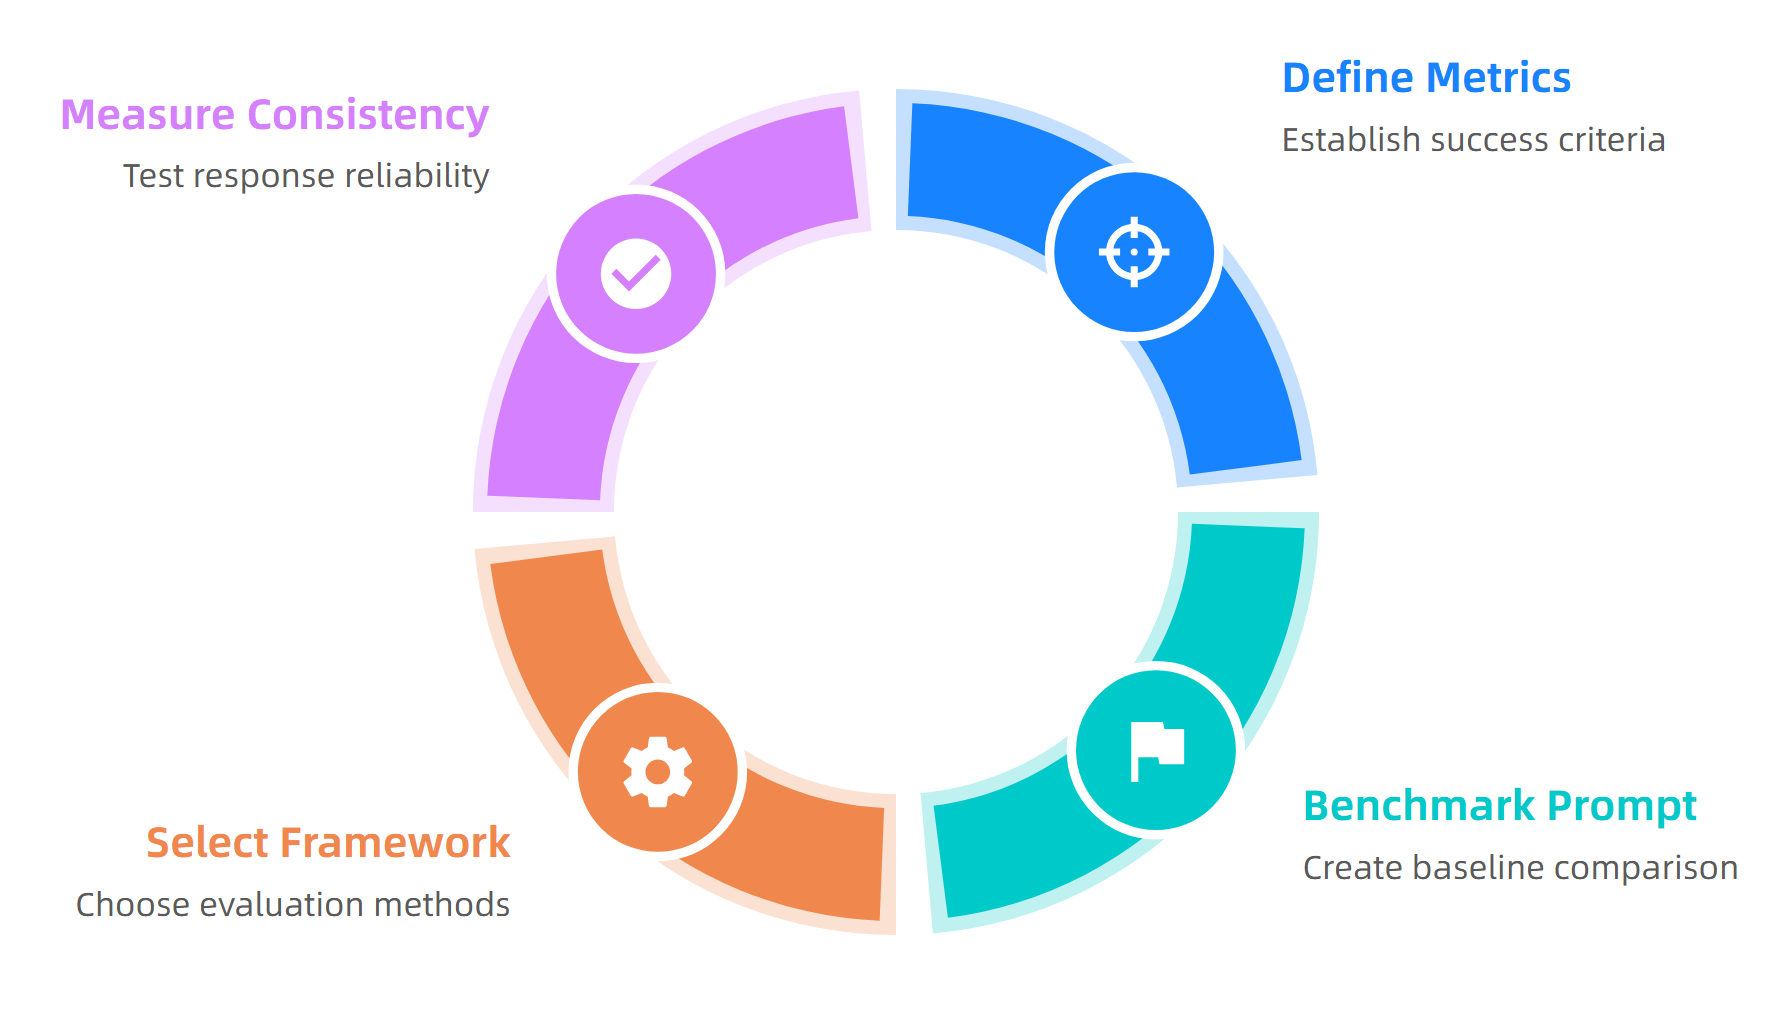 Define Metrics
Establish success criteria
Benchmark Prompt
Create baseline comparison
Select Framework
Choose evaluation methods
Measure Consistency
Test response reliability